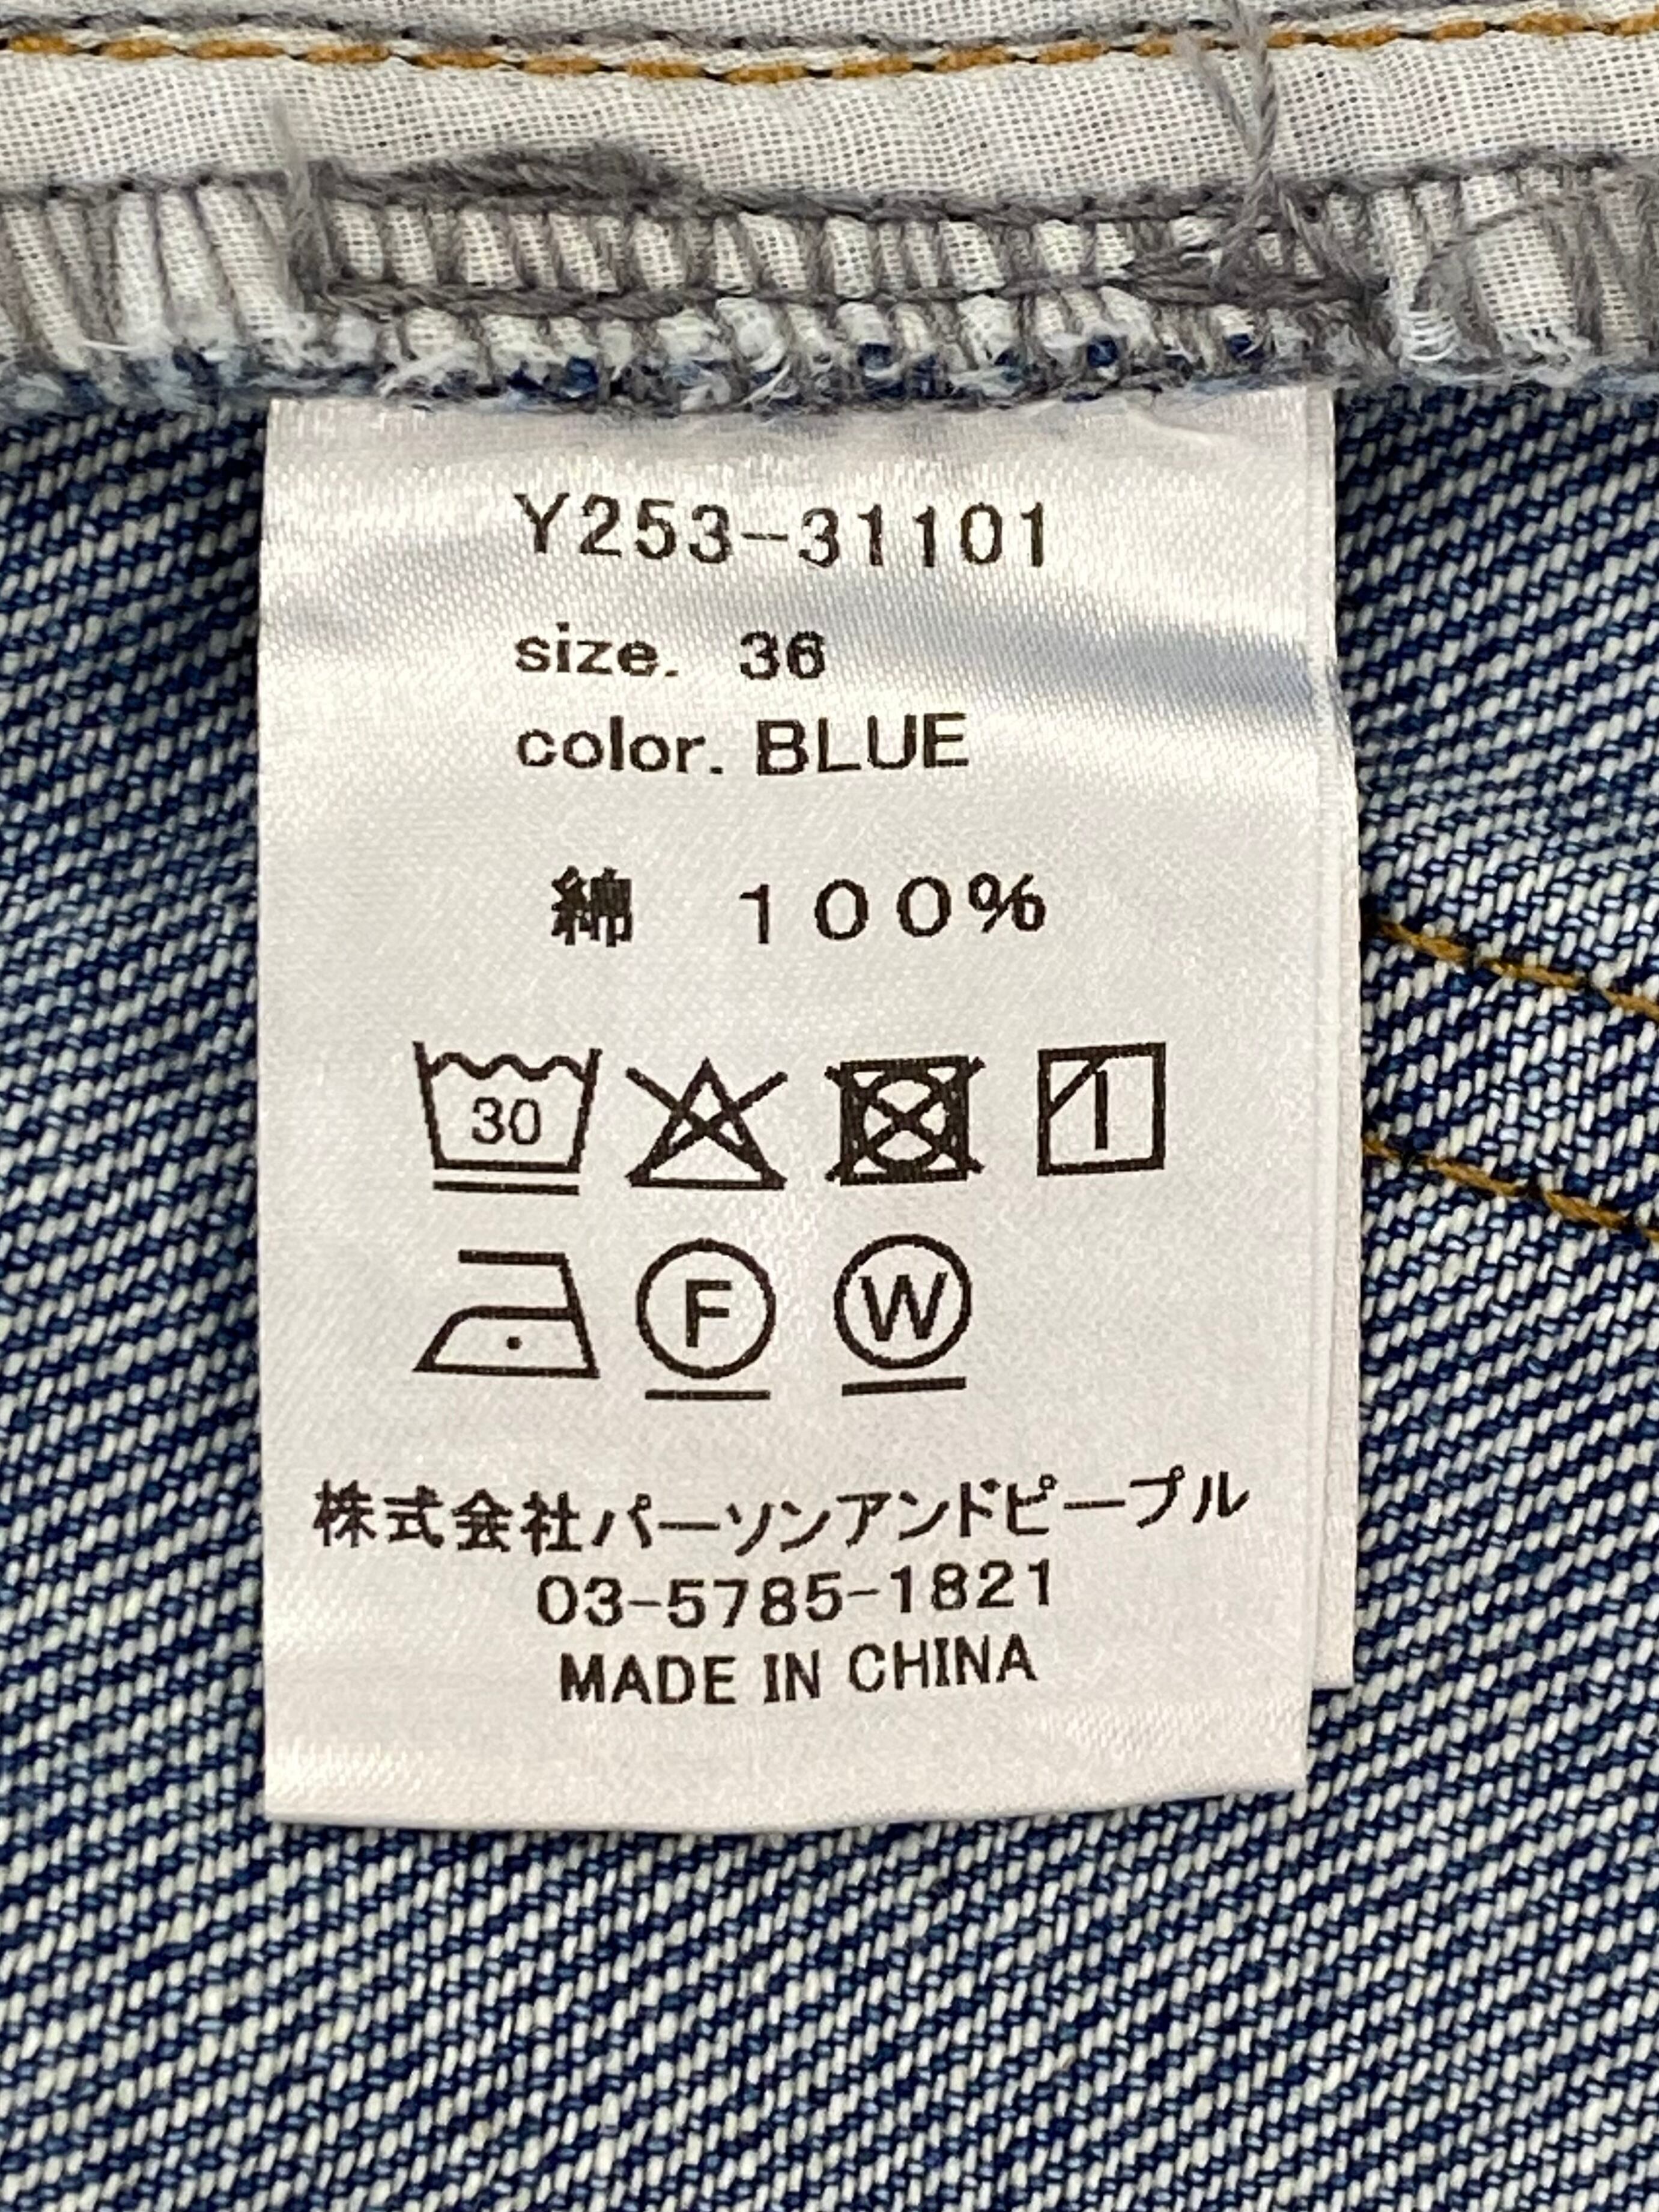 Y253-31101
size. 36
color. BLUE
綿 100%
30
F W
株式会社パーソンアンドピープル
03-5785-1821
MADE IN CHINA